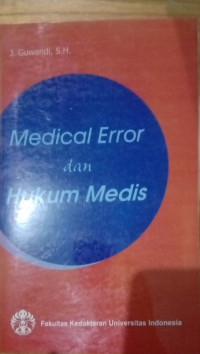 J. Guwandi, S.H.
Medical Error
dan
Hukum Medis
Fakultas Kedokteran Universitas Indonesia